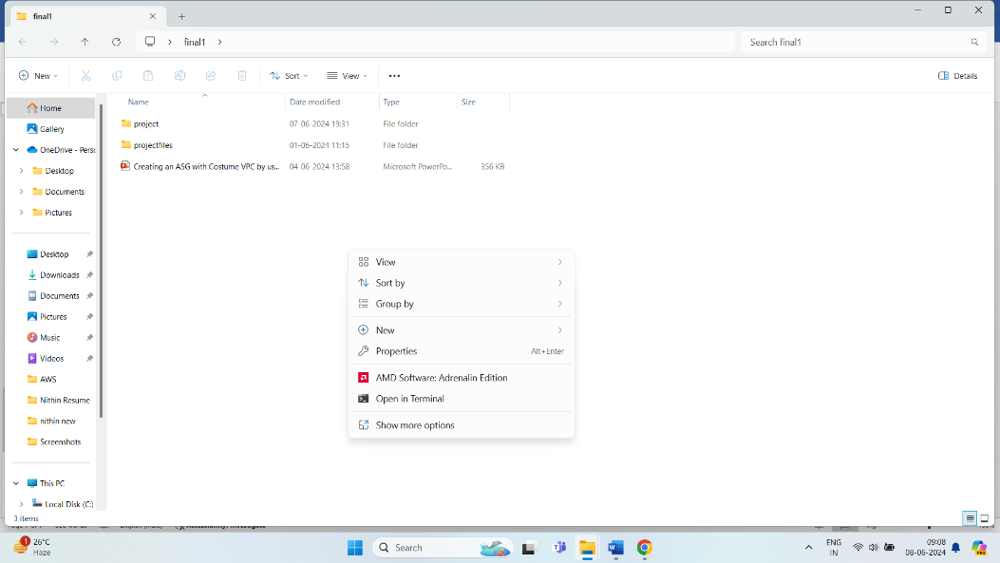 final1
final1
Search final1
New
Sort
View
Details
Name
Date modified
Type
Size
project
07-06-2024 19:31
File folder
projectfiles
01-06-2024 11:15
File folder
Creating an ASG with Costume VPC by us...
04-06-2024 13:58
Microsoft PowerPo...
356 KB
Home
Gallery
OneDrive - Perso
Desktop
Documents
Pictures
Desktop
Downloads
Documents
Pictures
Music
Videos
AWS
Nithin Resume
nithin new
Screenshots
This PC
Local Disk (C:)
View
Sort by
Group by
New
Properties
Alt+Enter
AMD Software: Adrenalin Edition
Open in Terminal
Show more options
3 items
1
26°C
Haze
Search
ENG
IN
09:08
08-06-2024
PRE